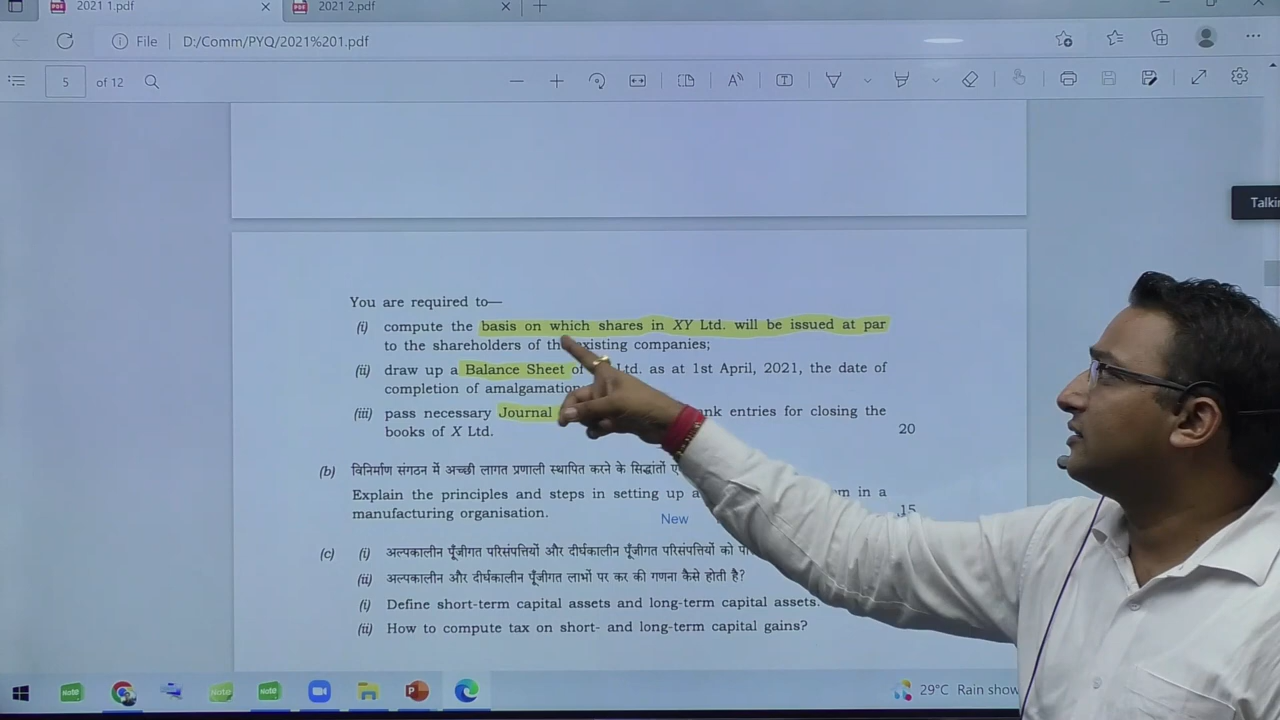 2021 1.pdf
2021 2.pdf
File
D:/Comm/PYQ/2021%201.pdf
5 of 12
Talkin
You are required to—
(i) compute the basis on which shares in XY Ltd. will be issued at par
to the shareholders of the existing companies;
(ii) draw up a Balance Sheet of Ltd. as at 1st April, 2021, the date of
completion of amalgamation
(iii) pass necessary Journal entries for closing the
books of X Ltd.
20
(b) विनिर्माण संगठन में अच्छी लागत प्रणाली स्थापित करने के सिद्धांतों
Explain the principles and steps in setting up a in a
manufacturing organisation.
15
New
(c) (i) अल्पकालीन पूँजीगत परिसंपत्तियों और दीर्घकालीन पूँजीगत परिसंपत्तियों को
(ii) अल्पकालीन और दीर्घकालीन पूँजीगत लाभों पर कर की गणना कैसे होती है?
(i) Define short-term capital assets and long-term capital assets.
(ii) How to compute tax on short- and long-term capital gains?
Note
Note
Note
29°C Rain show